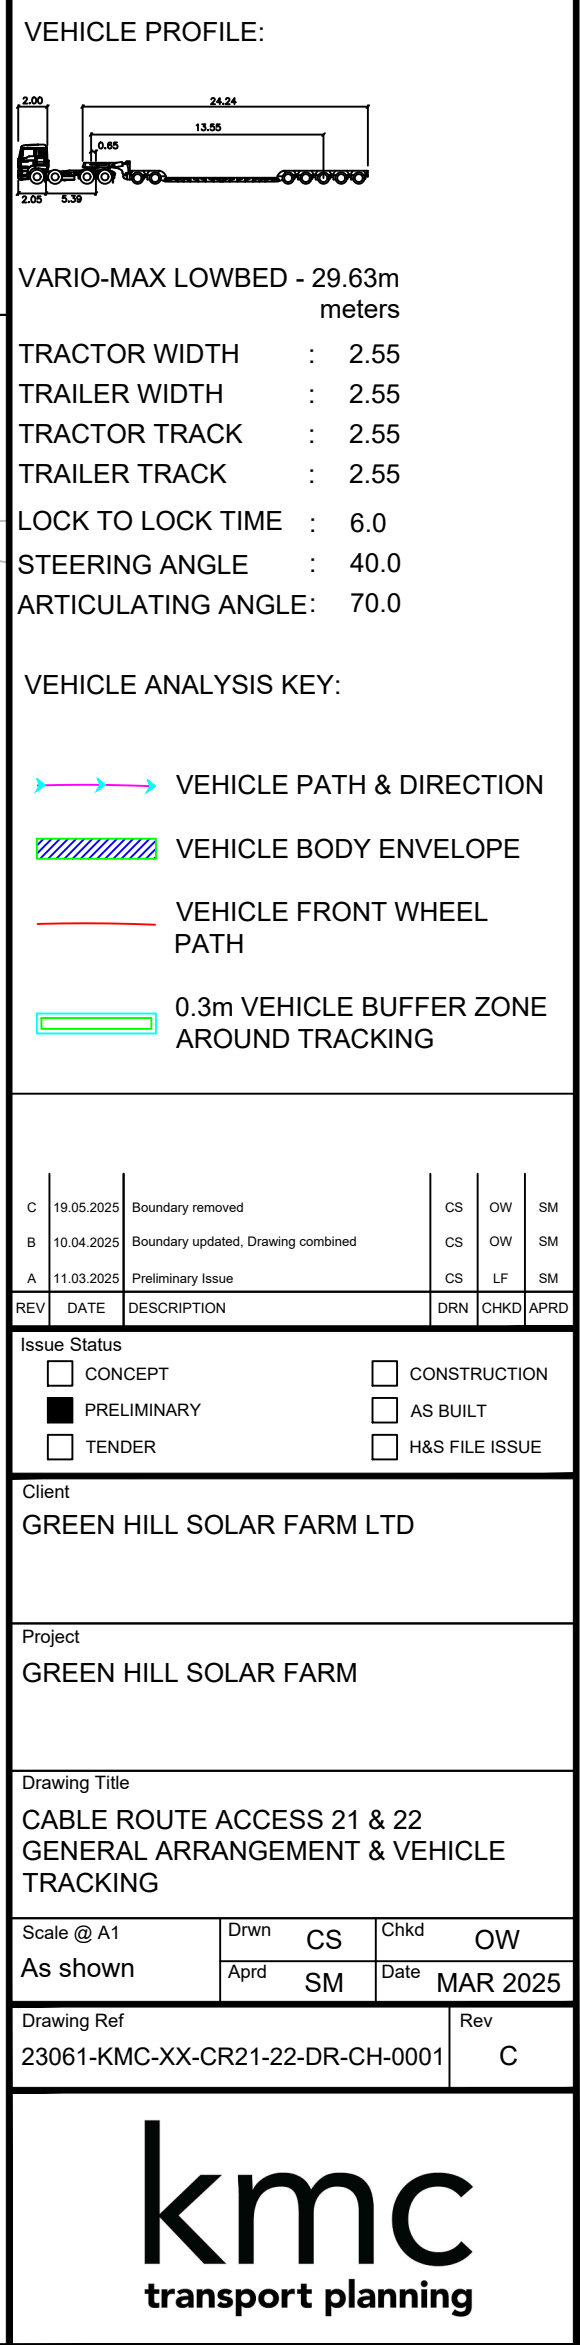 VEHICLE PROFILE:
2.00
24.24
13.55
0.65
2.05
5.39
VARIO-MAX LOWBED - 29.63m
meters
TRACTOR WIDTH : 2.55
TRAILER WIDTH : 2.55
TRACTOR TRACK : 2.55
TRAILER TRACK : 2.55
LOCK TO LOCK TIME : 6.0
STEERING ANGLE : 40.0
ARTICULATING ANGLE: 70.0
VEHICLE ANALYSIS KEY:
VEHICLE PATH & DIRECTION
VEHICLE BODY ENVELOPE
VEHICLE FRONT WHEEL
PATH
0.3m VEHICLE BUFFER ZONE
AROUND TRACKING
C 19.05.2025 Boundary removed CS OW SM
B 10.04.2025 Boundary updated, Drawing combined CS OW SM
A 11.03.2025 Preliminary Issue CS LF SM
REV DATE DESCRIPTION DRN CHKD APRD
Issue Status
CONCEPT CONSTRUCTION
PRELIMINARY AS BUILT
TENDER H&S FILE ISSUE
Client
GREEN HILL SOLAR FARM LTD
Project
GREEN HILL SOLAR FARM
Drawing Title
CABLE ROUTE ACCESS 21 & 22
GENERAL ARRANGEMENT & VEHICLE
TRACKING
Scale @ A1
As shown
Drwn CS Chkd OW
Aprd SM Date MAR 2025
Drawing Ref
23061-KMC-XX-CR21-22-DR-CH-0001
Rev
C
kmc
transport planning